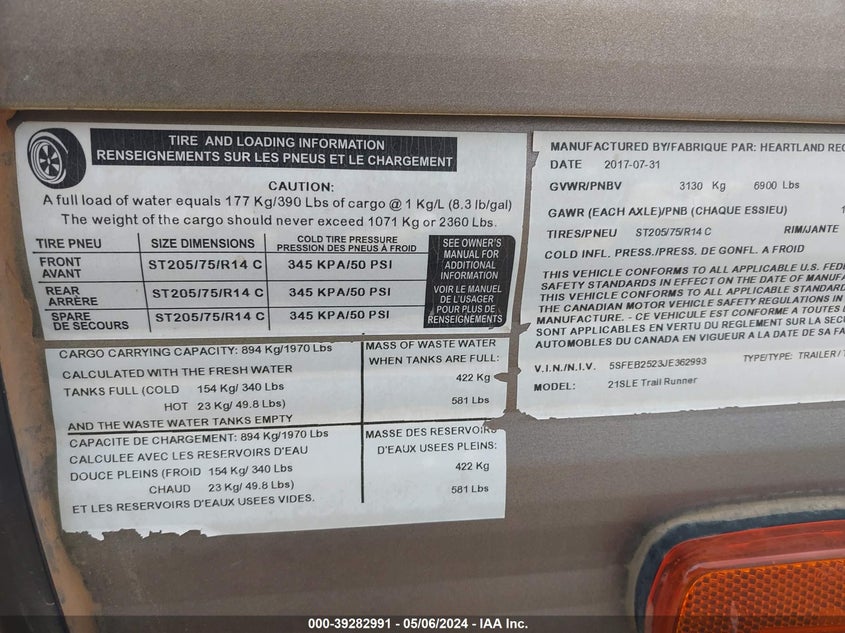 TIRE AND LOADING INFORMATION
RENSEIGNEMENTS SUR LES PNEUS ET LE CHARGEMENT
CAUTION:
A full load of water equals 177 Kg/390 Lbs of cargo @ 1 Kg/L (8.3 lb/gal)
The weight of the cargo should never exceed 1071 Kg or 2360 Lbs.
TIRE PNEU SIZE DIMENSIONS COLD TIRE PRESSURE
PRESSION DES PNEUS À FROID
FRONT
AVANT ST205/75/R14 C 345 KPA/50 PSI
REAR
ARRÈRE ST205/75/R14 C 345 KPA/50 PSI
SPARE
DE SECOURS ST205/75/R14 C 345 KPA/50 PSI
SEE OWNER'S
MANUAL FOR
ADDITIONAL
INFORMATION
VOIR LE MANUEL
DE L'USAGER
POUR PLUS DE
RENSEIGNEMENTS
CARGO CARRYING CAPACITY: 894 Kg/1970 Lbs
CALCULATED WITH THE FRESH WATER
TANKS FULL (COLD 154 Kg/ 340 Lbs
HOT 23 Kg/ 49.8 Lbs)
AND THE WASTE WATER TANKS EMPTY
MASS OF WASTE WATER
WHEN TANKS ARE FULL:
422 Kg
581 Lbs
CAPACITE DE CHARGEMENT: 894 Kg/1970 Lbs
CALCULEE AVEC LES RESERVOIRS D'EAU
DOUCE PLEINS (FROID 154 Kg/ 340 Lbs
CHAUD 23 Kg/ 49.8 Lbs)
ET LES RESERVOIRS D'EAU USEES VIDES.
MASSE DES RESERVOIRS
D'EAUX USEES PLEINS:
422 Kg
581 Lbs
MANUFACTURED BY/FABRIQUE PAR: HEARTLAND REC
DATE 2017-07-31
GVWR/PNBV 3130 Kg 6900 Lbs
GAWR (EACH AXLE)/PNB (CHAQUE ESSIEU) 1
TIRES/PNEU ST205/75/R14 C RIM/JANTE
COLD INFL. PRESS./PRESS. DE GONFL. A FROID
THIS VEHICLE CONFORMS TO ALL APPLICABLE U.S. FEDE
SAFETY STANDARDS IN EFFECT ON THE DATE OF MANUFA
THIS VEHICLE CONFORMS TO ALL APPLICABLE STANDARD
THE CANADIAN MOTOR VEHICLE SAFETY REGULATIONS IN
MANUFACTURE. - CE VEHICULE EST CONFORME A TOUTES L
SONT APPLICABLES EN VERTU DU REGLEMENT SUR LA SECU
AUTOMOBILES DU CANADA EN VIGUEUR A LA DATE DE SA FA
V.I.N./N.I.V. 5SFEB2523JE362993 TYPE/TYPE: TRAILER /
MODEL: 21SLE Trail Runner
000-39282991 - 05/06/2024 - IAA Inc.